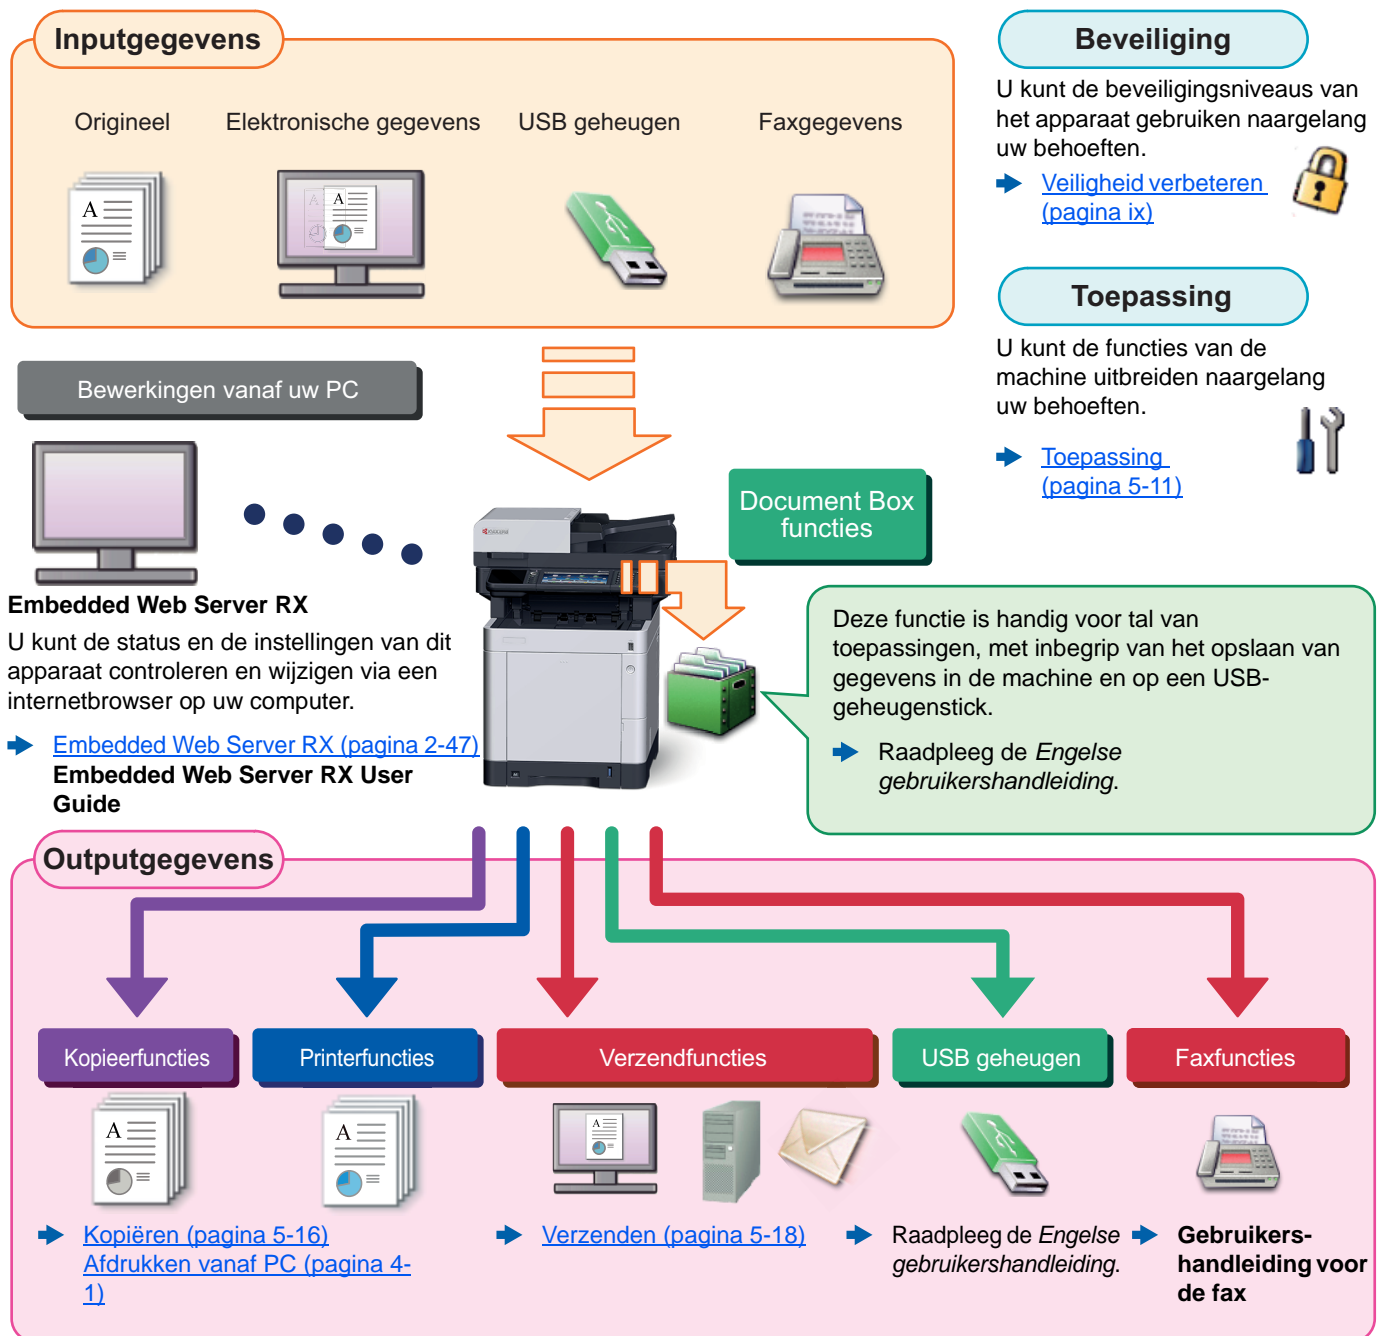 Inputgegevens
Origineel
Elektronische gegevens
USB geheugen
Faxgegevens
Beveiliging
U kunt de beveiligingsniveaus van
het apparaat gebruiken naargelang
uw behoeften.
Veiligheid verbeteren
(pagina ix)
Toepassing
U kunt de functies van de
machine uitbreiden naargelang
uw behoeften.
Toepassing
(pagina 5-11)
Bewerkingen vanaf uw PC
Embedded Web Server RX
U kunt de status en de instellingen van dit
apparaat controleren en wijzigen via een
internetbrowser op uw computer.
Embedded Web Server RX (pagina 2-47)
Embedded Web Server RX User
Guide
Document Box
functies
Deze functie is handig voor tal van
toepassingen, met inbegrip van het opslaan van
gegevens in de machine en op een USB-
geheugenstick.
Raadpleeg de Engelse
gebruikershandleiding.
Outputgegevens
Kopieerfuncties
Printerfuncties
Verzendfuncties
USB geheugen
Faxfuncties
Kopiëren (pagina 5-16)
Afdrukken vanaf PC (pagina 4-
1)
Verzenden (pagina 5-18)
Raadpleeg de Engelse
gebruikershandleiding.
Gebruikers-
handleiding voor
de fax